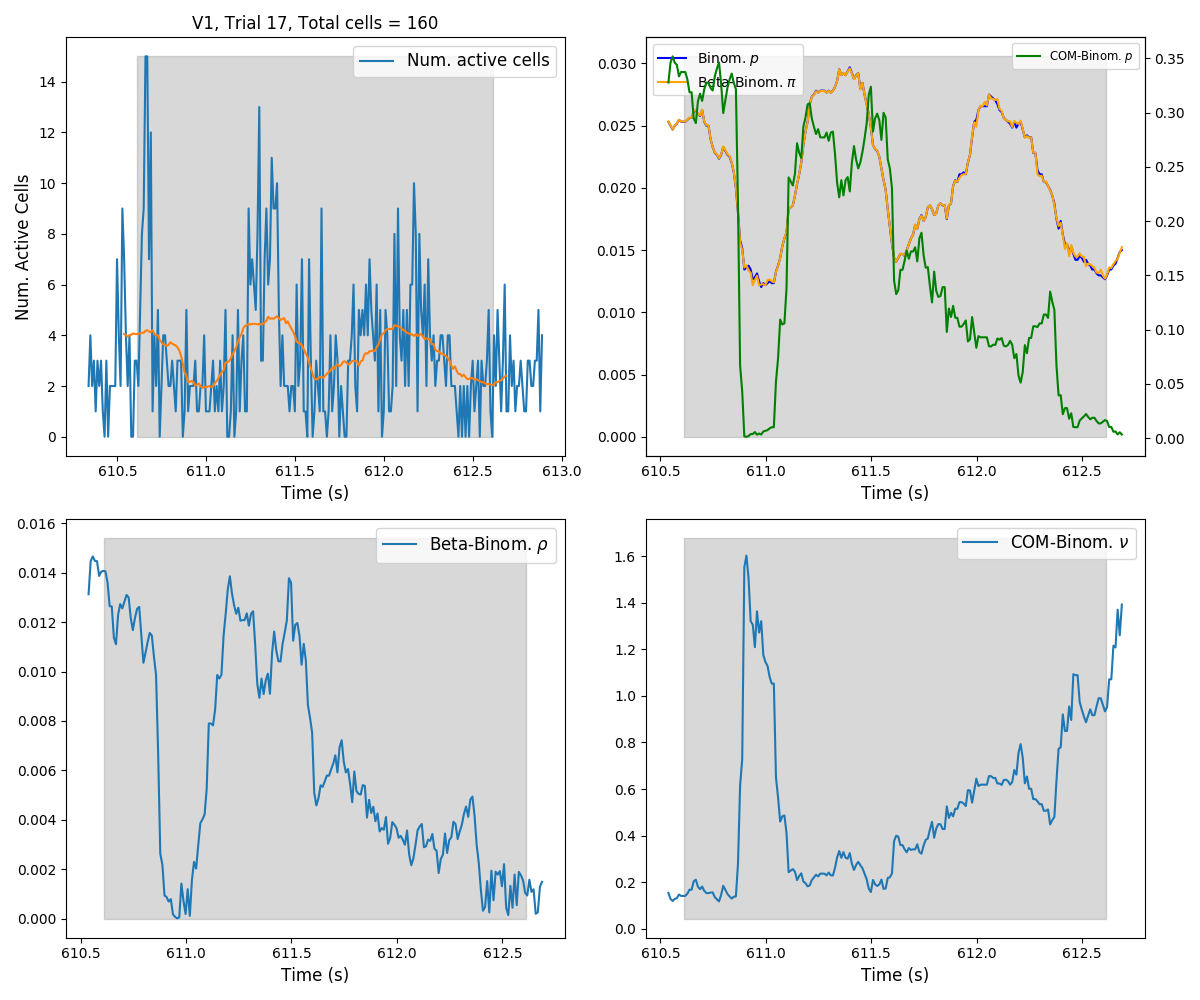 V1, Trial 17, Total cells = 160
Num. active cells
14
12
10
8
6
4
2
0
Num. Active Cells
610.5 611.0 611.5 612.0 612.5 613.0
Time (s)
Binom. p
Beta-Binom. π
COM-Binom. p
0.030
0.025
0.020
0.015
0.010
0.005
0.000
0.35
0.30
0.25
0.20
0.15
0.10
0.05
0.00
610.5 611.0 611.5 612.0 612.5
Time (s)
Beta-Binom. ρ
0.016
0.014
0.012
0.010
0.008
0.006
0.004
0.002
0.000
610.5 611.0 611.5 612.0 612.5
Time (s)
COM-Binom. ν
1.6
1.4
1.2
1.0
0.8
0.6
0.4
0.2
0.0
610.5 611.0 611.5 612.0 612.5
Time (s)